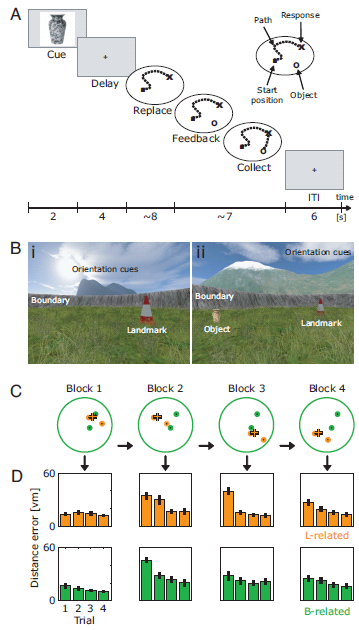 A
Cue
Delay
Replace
Feedback
Collect
ITI
Path
Response
Start
position
Object
time
2
4
~8
~7
6
[s]
B
i
Orientation cues
Boundary
Landmark
ii
Orientation cues
Boundary
Object
Landmark
C
Block 1
Block 2
Block 3
Block 4
D
Distance error [vm]
60
0
L-related
60
0
1 2 3 4
Trial
B-related